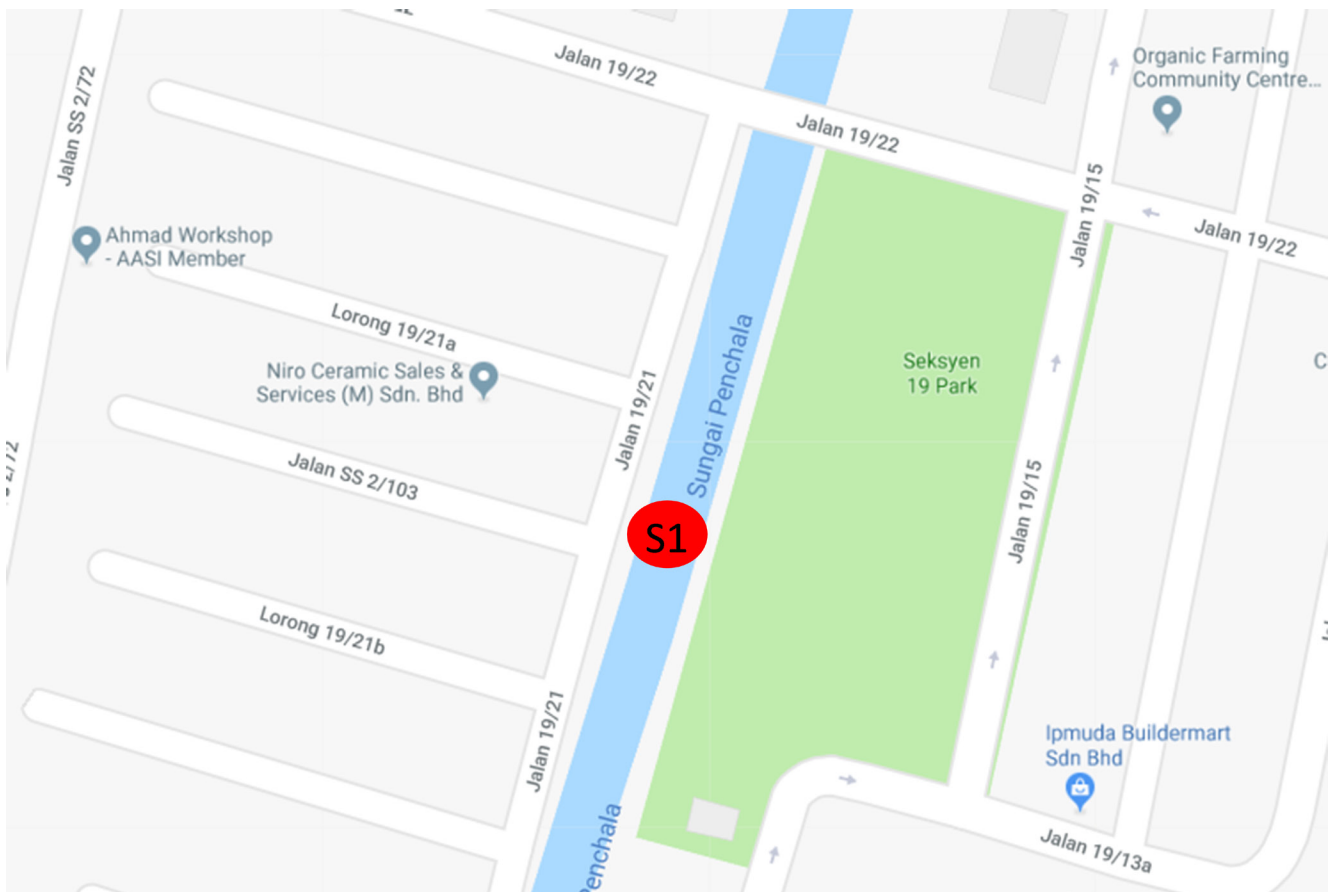 Jalan 19/22
Organic Farming
Community Centre...
Jalan SS 2/72
Jalan 19/22
Jalan 19/15
Jalan 19/22
Ahmad Workshop
- AASI Member
Lorong 19/21a
Sungai Penchala
Seksyen
19 Park
C
Niro Ceramic Sales &
Services (M) Sdn. Bhd
Jalan 19/21
Jalan SS 2/103
Jalan 19/15
S1
Lorong 19/21b
Jalan 19/21
Ipmuda Buildermart
Sdn Bhd
Penchala
Jalan 19/13a